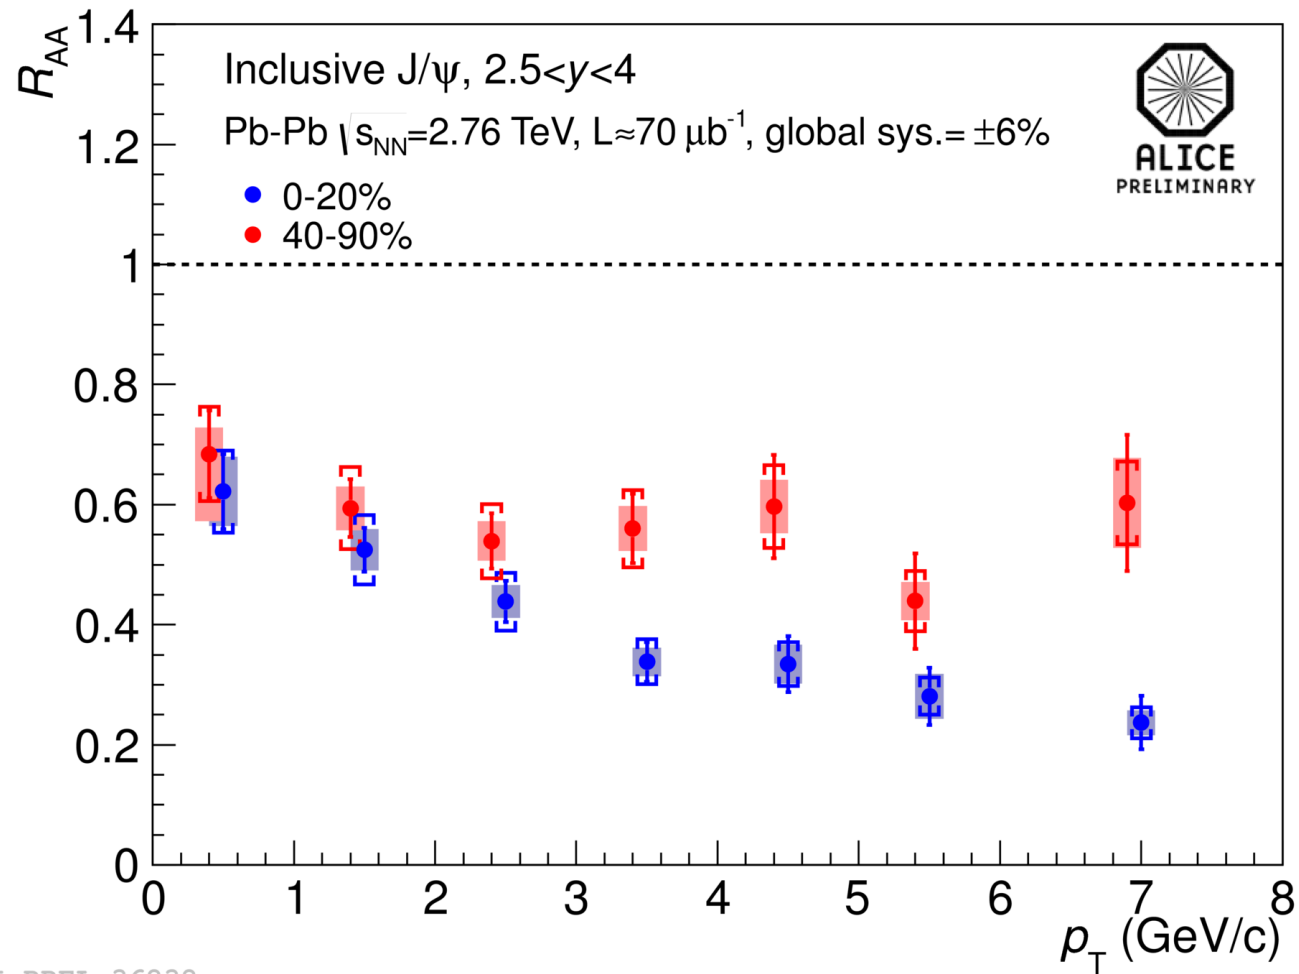 R_AA
1.4
1.2
1
0.8
0.6
0.4
0.2
0
Inclusive J/ψ, 2.5<y<4
Pb-Pb √s_NN=2.76 TeV, L≈70 μb⁻¹, global sys.= ±6%
0-20%
40-90%
ALICE
PRELIMINARY
0 1 2 3 4 5 6 7 8
p_T (GeV/c)